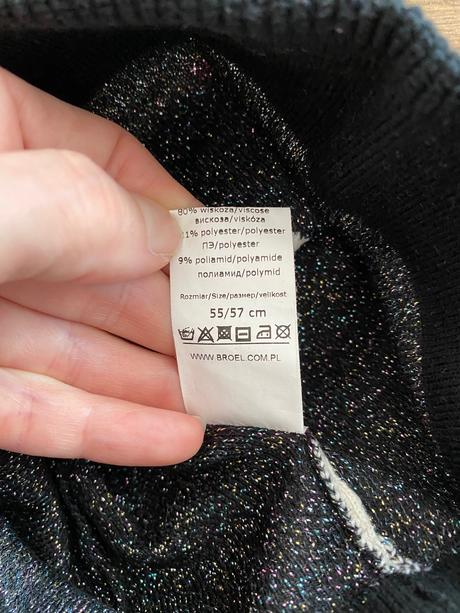 80% wiskoza/viscose
вискоза/viskóza
11% polyester/polyester
ПЭ/polyester
9% poliamid/polyamide
полиамид/polymid
Rozmiar/Size/размер/velikost
55/57 cm
WWW.BROEL.COM.PL